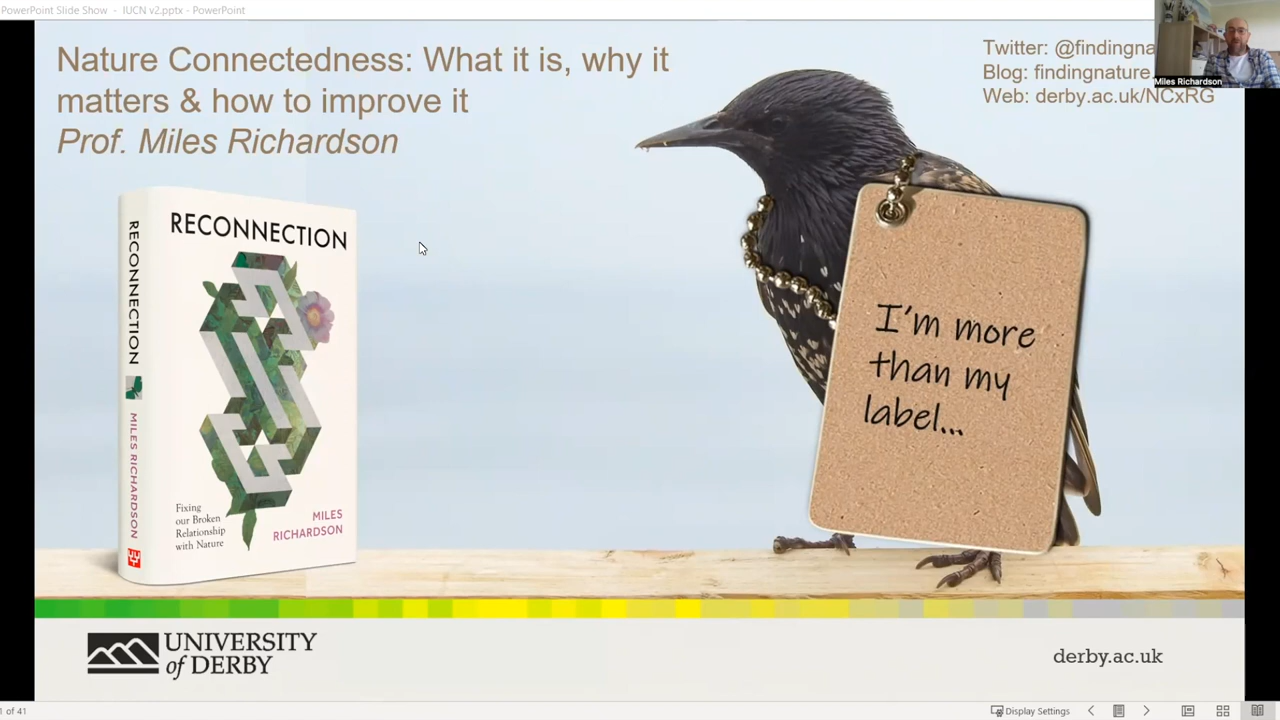 PowerPoint Slide Show - IUCN v2.pptx - PowerPoint
Nature Connectedness: What it is, why it
matters & how to improve it
Prof. Miles Richardson
Twitter: @findingna
Blog: findingnature.
Web: derby.ac.uk/NCxRG
Miles Richardson
RECONNECTION
MILES RICHARDSON
RECONNECTION
Fixing
our Broken
Relationship
with Nature
MILES
RICHARDSON
I'm more
than my
label...
UNIVERSITY
of DERBY
derby.ac.uk
1 of 41
Display Settings